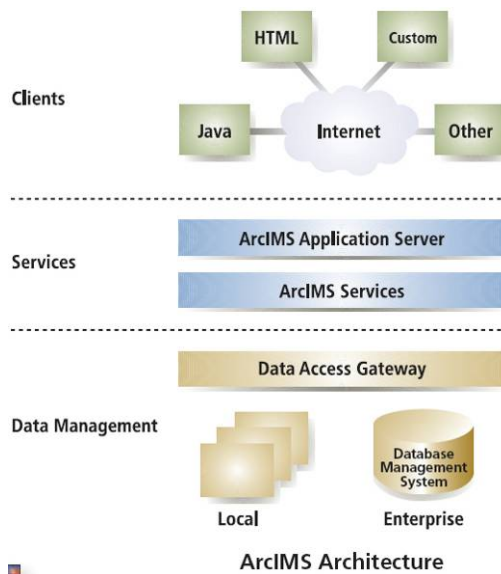 HTML
Custom
Clients
Java
Internet
Other
ArcIMS Application Server
Services
ArcIMS Services
Data Access Gateway
Data Management
Database
Management
System
Local
Enterprise
ArcIMS Architecture